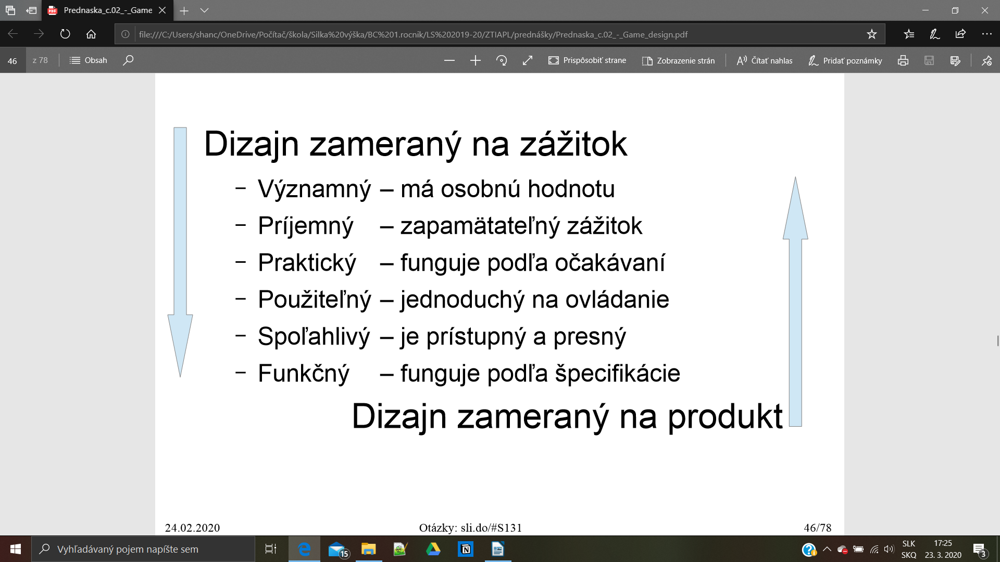 Prednaska_c.02_-_Game
file:///C:/Users/shanc/OneDrive/Počítač/škola/Silka%20výška/BC%201.rocnik/LS%202019-20/ZTIAPL/prednášky/Prednaska_c.02_-_Game_design.pdf
46 z 78 Obsah Prispôsobiť strane Zobrazenie strán Čítať nahlas Pridať poznámky
Dizajn zameraný na zážitok
– Významný – má osobnú hodnotu
– Príjemný – zapamätateľný zážitok
– Praktický – funguje podľa očakávaní
– Použiteľný – jednoduchý na ovládanie
– Spoľahlivý – je prístupný a presný
– Funkčný – funguje podľa špecifikácie
Dizajn zameraný na produkt
24.02.2020 Otázky: sli.do/#S131 46/78
Vyhľadávaný pojem napíšte sem 15 SLK 17:25
SKQ 23. 3. 2020 3